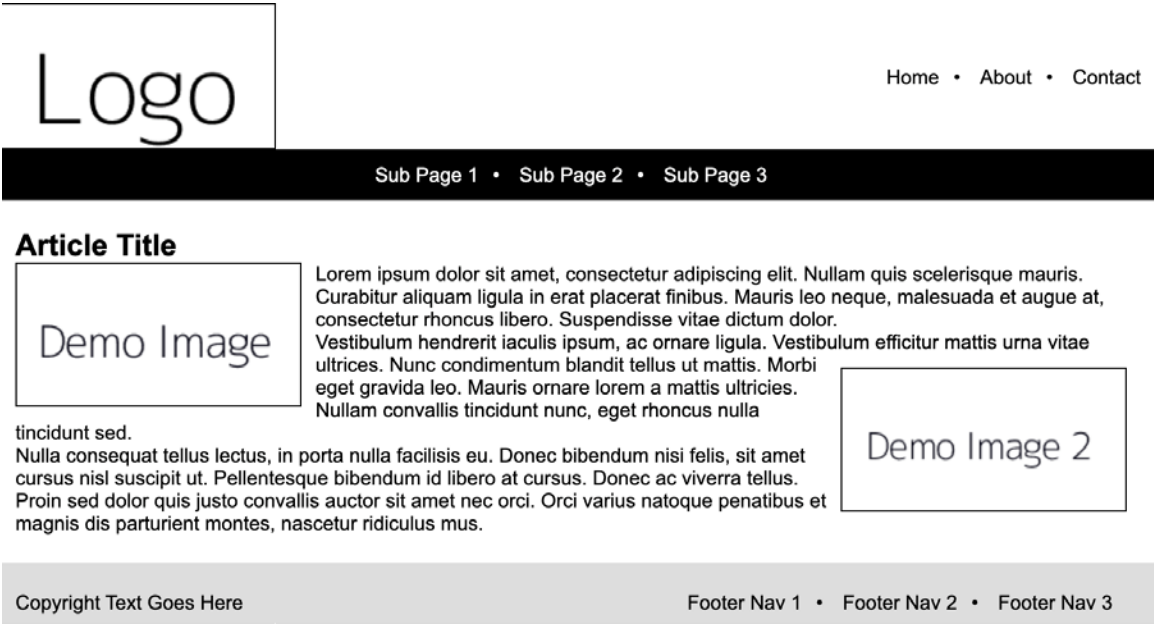 Logo
Home • About • Contact
Sub Page 1 • Sub Page 2 • Sub Page 3
Article Title
Demo Image
Lorem ipsum dolor sit amet, consectetur adipiscing elit. Nullam quis scelerisque mauris.
Curabitur aliquam ligula in erat placerat finibus. Mauris leo neque, malesuada et augue at,
consectetur rhoncus libero. Suspendisse vitae dictum dolor.
Vestibulum hendrerit iaculis ipsum, ac ornare ligula. Vestibulum efficitur mattis urna vitae
ultrices. Nunc condimentum blandit tellus ut mattis. Morbi
eget gravida leo. Mauris ornare lorem a mattis ultricies.
Nullam convallis tincidunt nunc, eget rhoncus nulla
tincidunt sed.
Nulla consequat tellus lectus, in porta nulla facilisis eu. Donec bibendum nisi felis, sit amet
cursus nisl suscipit ut. Pellentesque bibendum id libero at cursus. Donec ac viverra tellus.
Proin sed dolor quis justo convallis auctor sit amet nec orci. Orci varius natoque penatibus et
magnis dis parturient montes, nascetur ridiculus mus.
Demo Image 2
Copyright Text Goes Here
Footer Nav 1 • Footer Nav 2 • Footer Nav 3